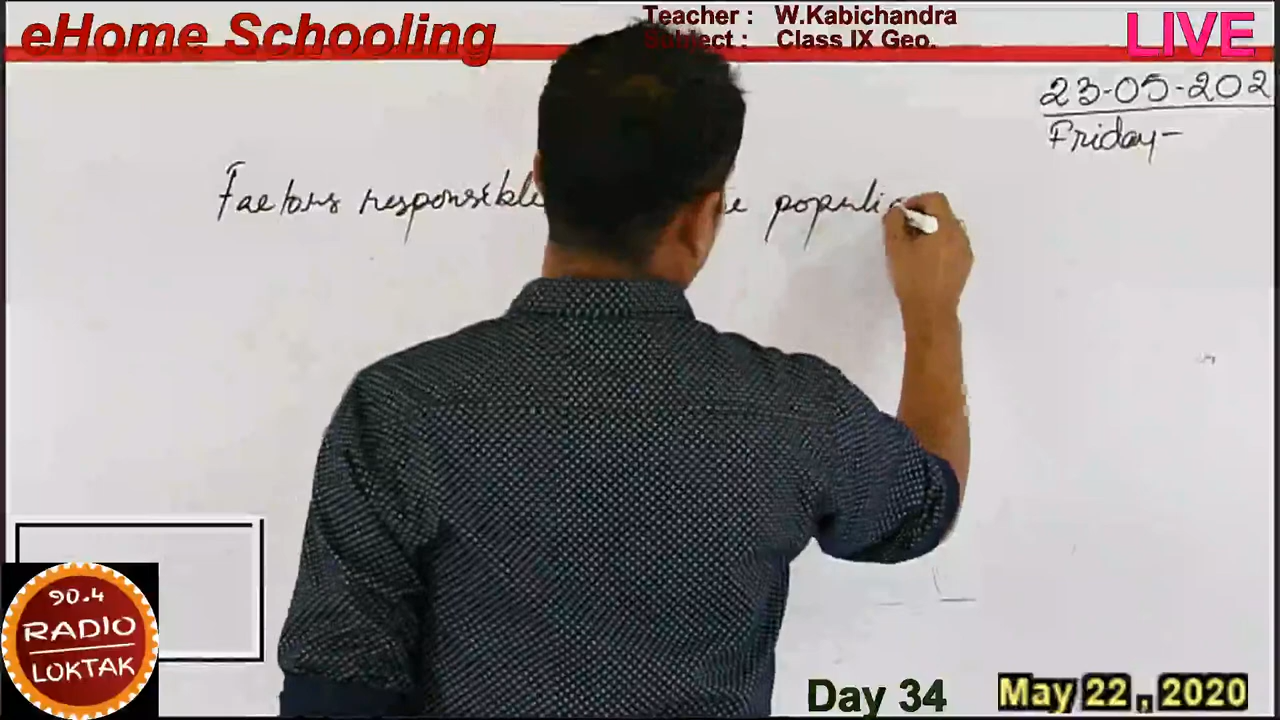 eHome Schooling
Teacher : W.Kabichandra
Subject : Class IX Geo.
LIVE
23-05-202
Friday-
Factors responsible popul
90.4
RADIO
LOKTAK
Day 34
May 22 , 2020